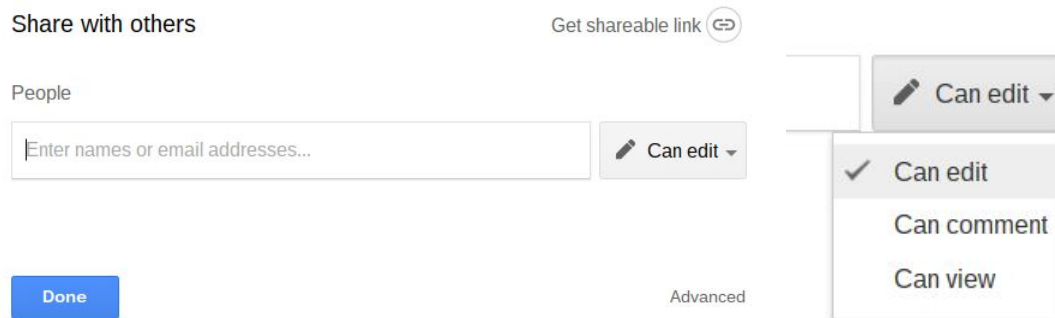 Share with others
Get shareable link
People
Enter names or email addresses...
Can edit
Done
Advanced
Can edit
Can edit
Can comment
Can view